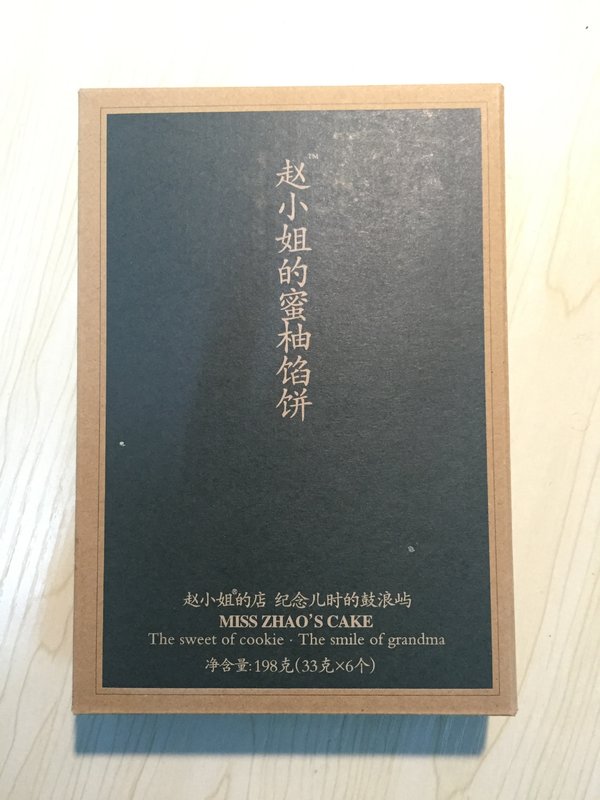 赵小姐的蜜柚馅饼™
赵小姐®的店 纪念儿时的鼓浪屿
MISS ZHAO'S CAKE
The sweet of cookie · The smile of grandma
净含量:198克(33克×6个)